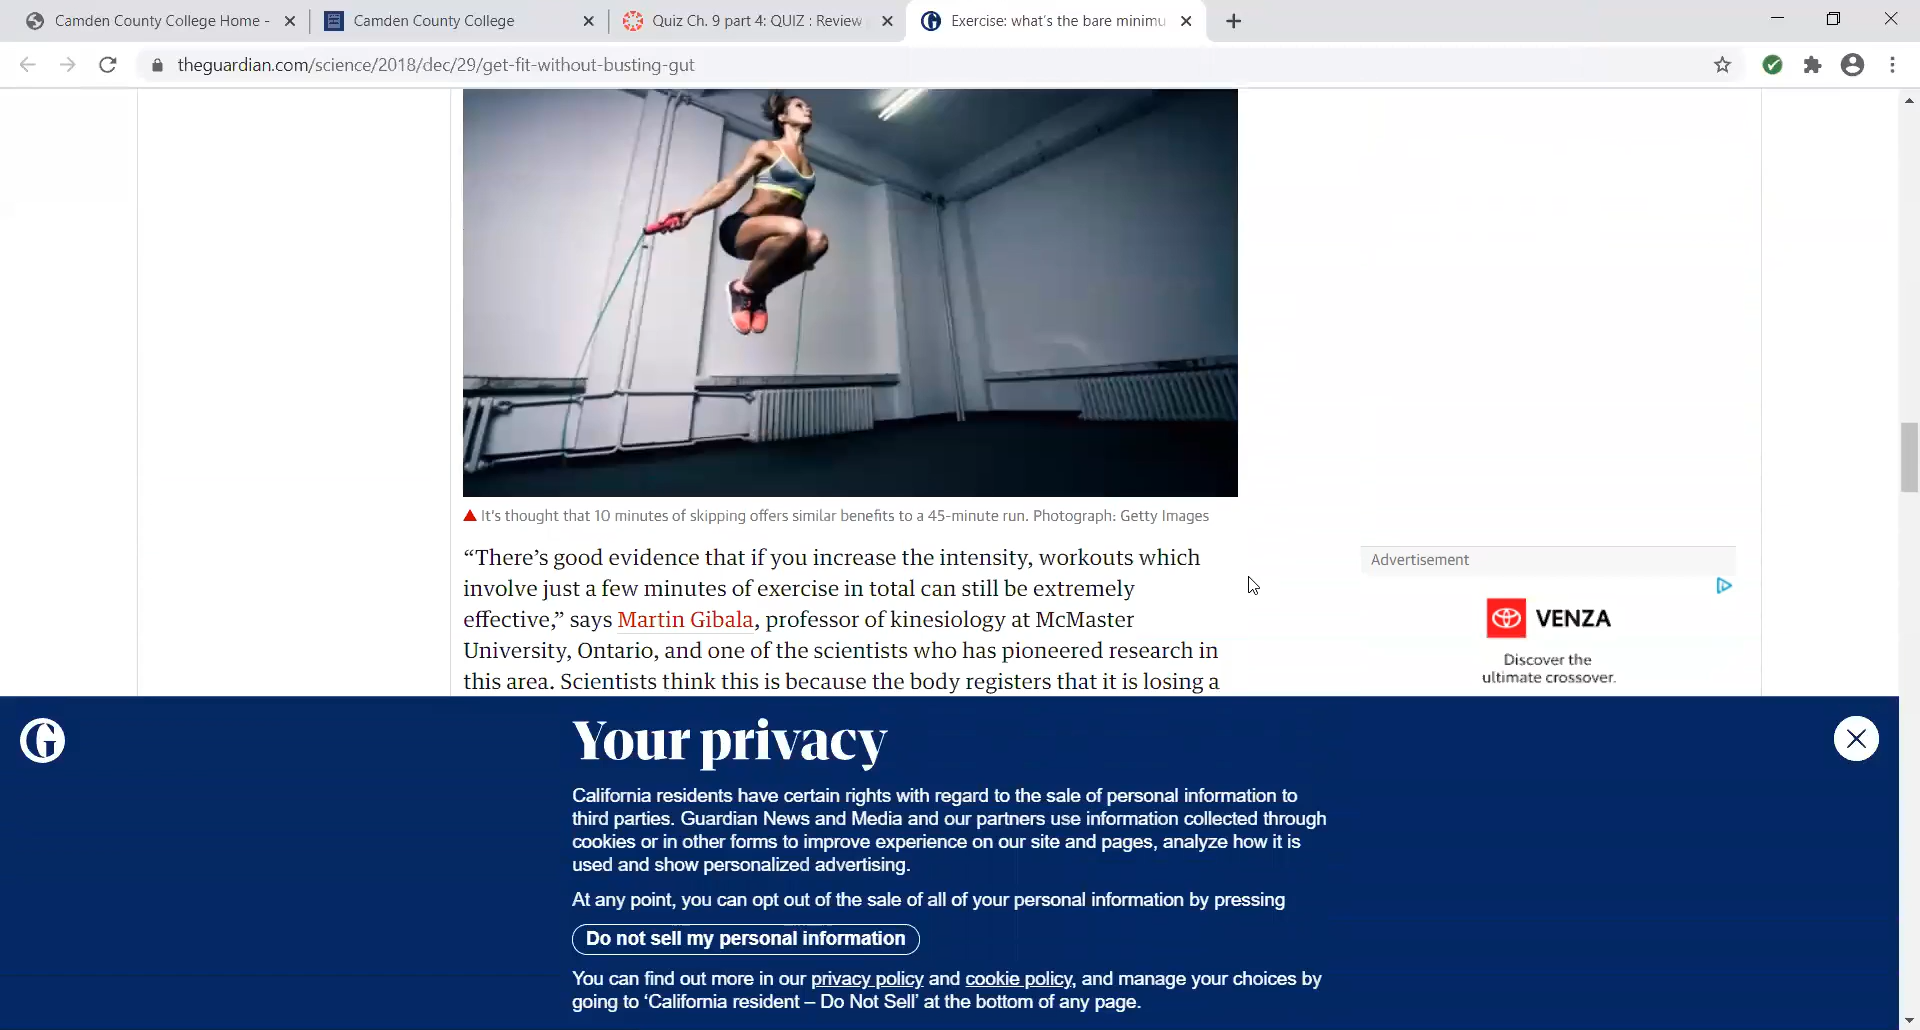 Camden County College Home -
Camden County College
Quiz Ch. 9 part 4: QUIZ : Review
Exercise: what's the bare minimu
theguardian.com/science/2018/dec/29/get-fit-without-busting-gut
It's thought that 10 minutes of skipping offers similar benefits to a 45-minute run. Photograph: Getty Images
“There’s good evidence that if you increase the intensity, workouts which
involve just a few minutes of exercise in total can still be extremely
effective,” says Martin Gibala, professor of kinesiology at McMaster
University, Ontario, and one of the scientists who has pioneered research in
this area. Scientists think this is because the body registers that it is losing a
Advertisement
VENZA
Discover the
ultimate crossover.
Your privacy
California residents have certain rights with regard to the sale of personal information to
third parties. Guardian News and Media and our partners use information collected through
cookies or in other forms to improve experience on our site and pages, analyze how it is
used and show personalized advertising.
At any point, you can opt out of the sale of all of your personal information by pressing
Do not sell my personal information
You can find out more in our privacy policy and cookie policy, and manage your choices by
going to ‘California resident – Do Not Sell’ at the bottom of any page.